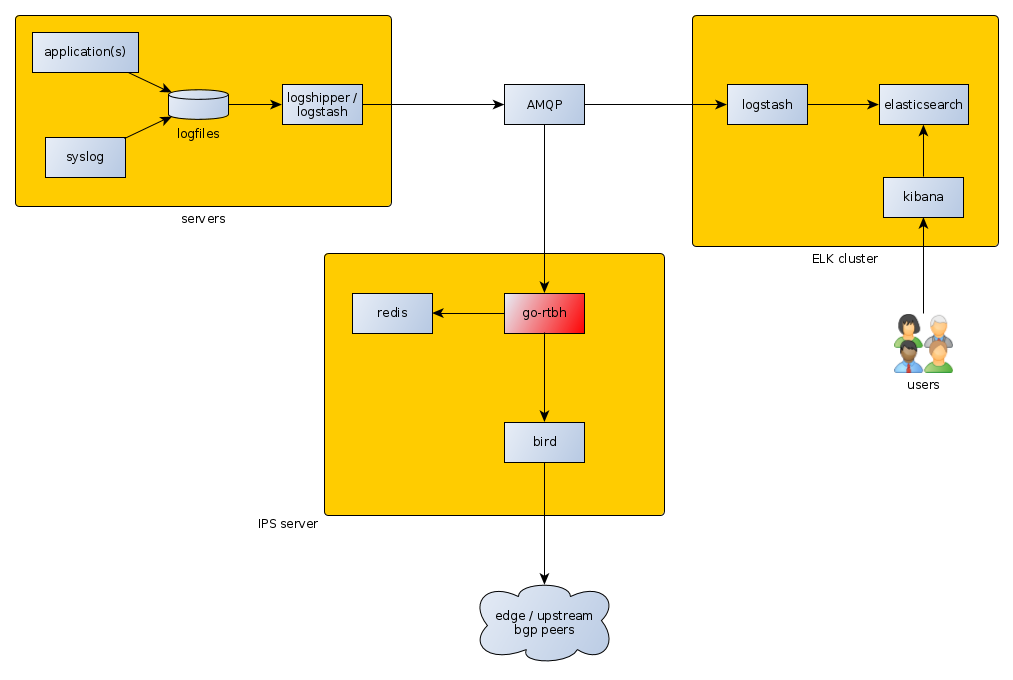 application(s)
logfiles
syslog
logshipper /
logstash
servers
AMQP
logstash
elasticsearch
kibana
ELK cluster
users
redis
go-rtbh
bird
IPS server
edge / upstream
bgp peers